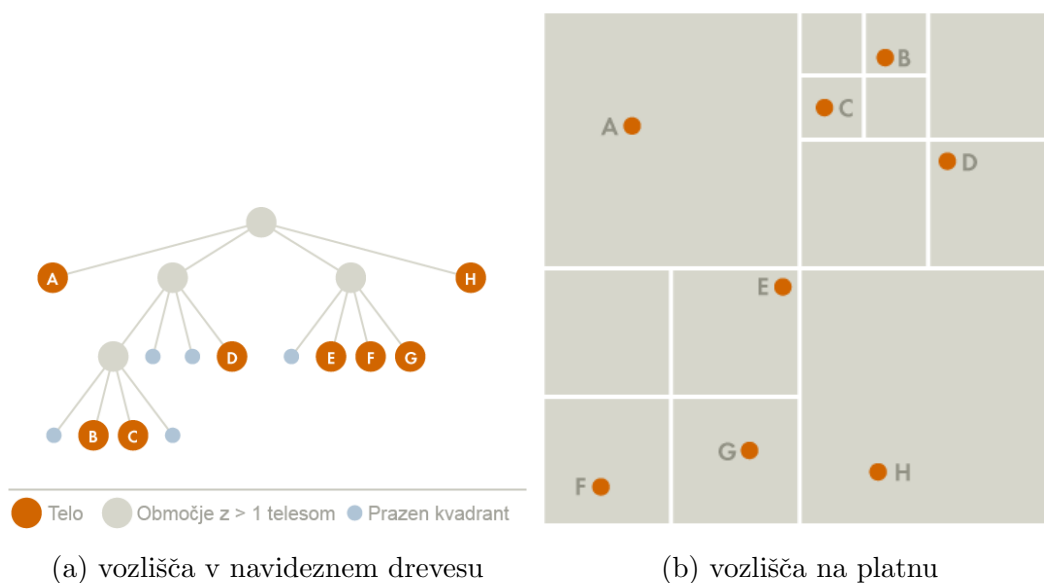 A
H
D
E
F
G
B
C
Telo
Območje z > 1 telesom
Prazen kvadrant
(a) vozlišča v navideznem drevesu
B
C
A
D
E
G
F
H
(b) vozlišča na platnu